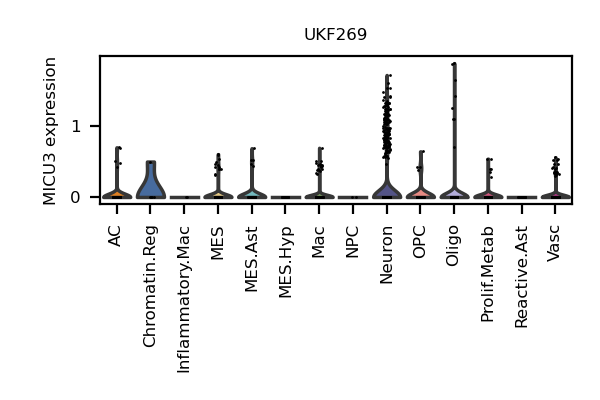 UKF269
MICU3 expression
1
0
AC
Chromatin.Reg
Inflammatory.Mac
MES
MES.Ast
MES.Hyp
Mac
NPC
Neuron
OPC
Oligo
Prolif.Metab
Reactive.Ast
Vasc